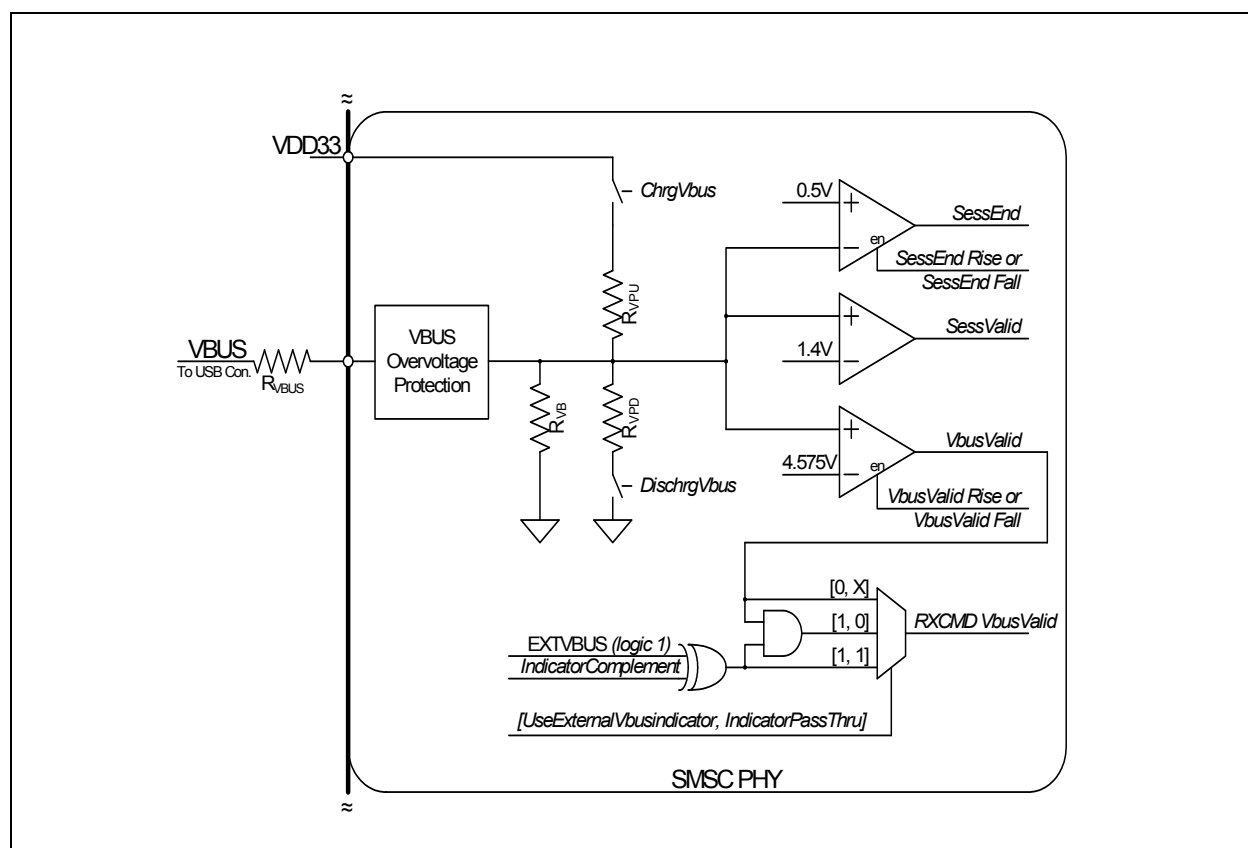 ≈
VDD33
ChrgVbus
0.5V
+
−
en
SessEnd
SessEnd Rise or
SessEnd Fall
RVPU
+
1.4V
−
SessValid
VBUS
To USB Con.
RVBUS
VBUS
Overvoltage
Protection
RVB
RVPD
DischrgVbus
+
4.575V
−
en
VbusValid
VbusValid Rise or
VbusValid Fall
[0, X]
[1, 0]
[1, 1]
RXCMD VbusValid
EXTVBUS (logic 1)
IndicatorComplement
[UseExternalVbusindicator, IndicatorPassThru]
SMSC PHY
≈